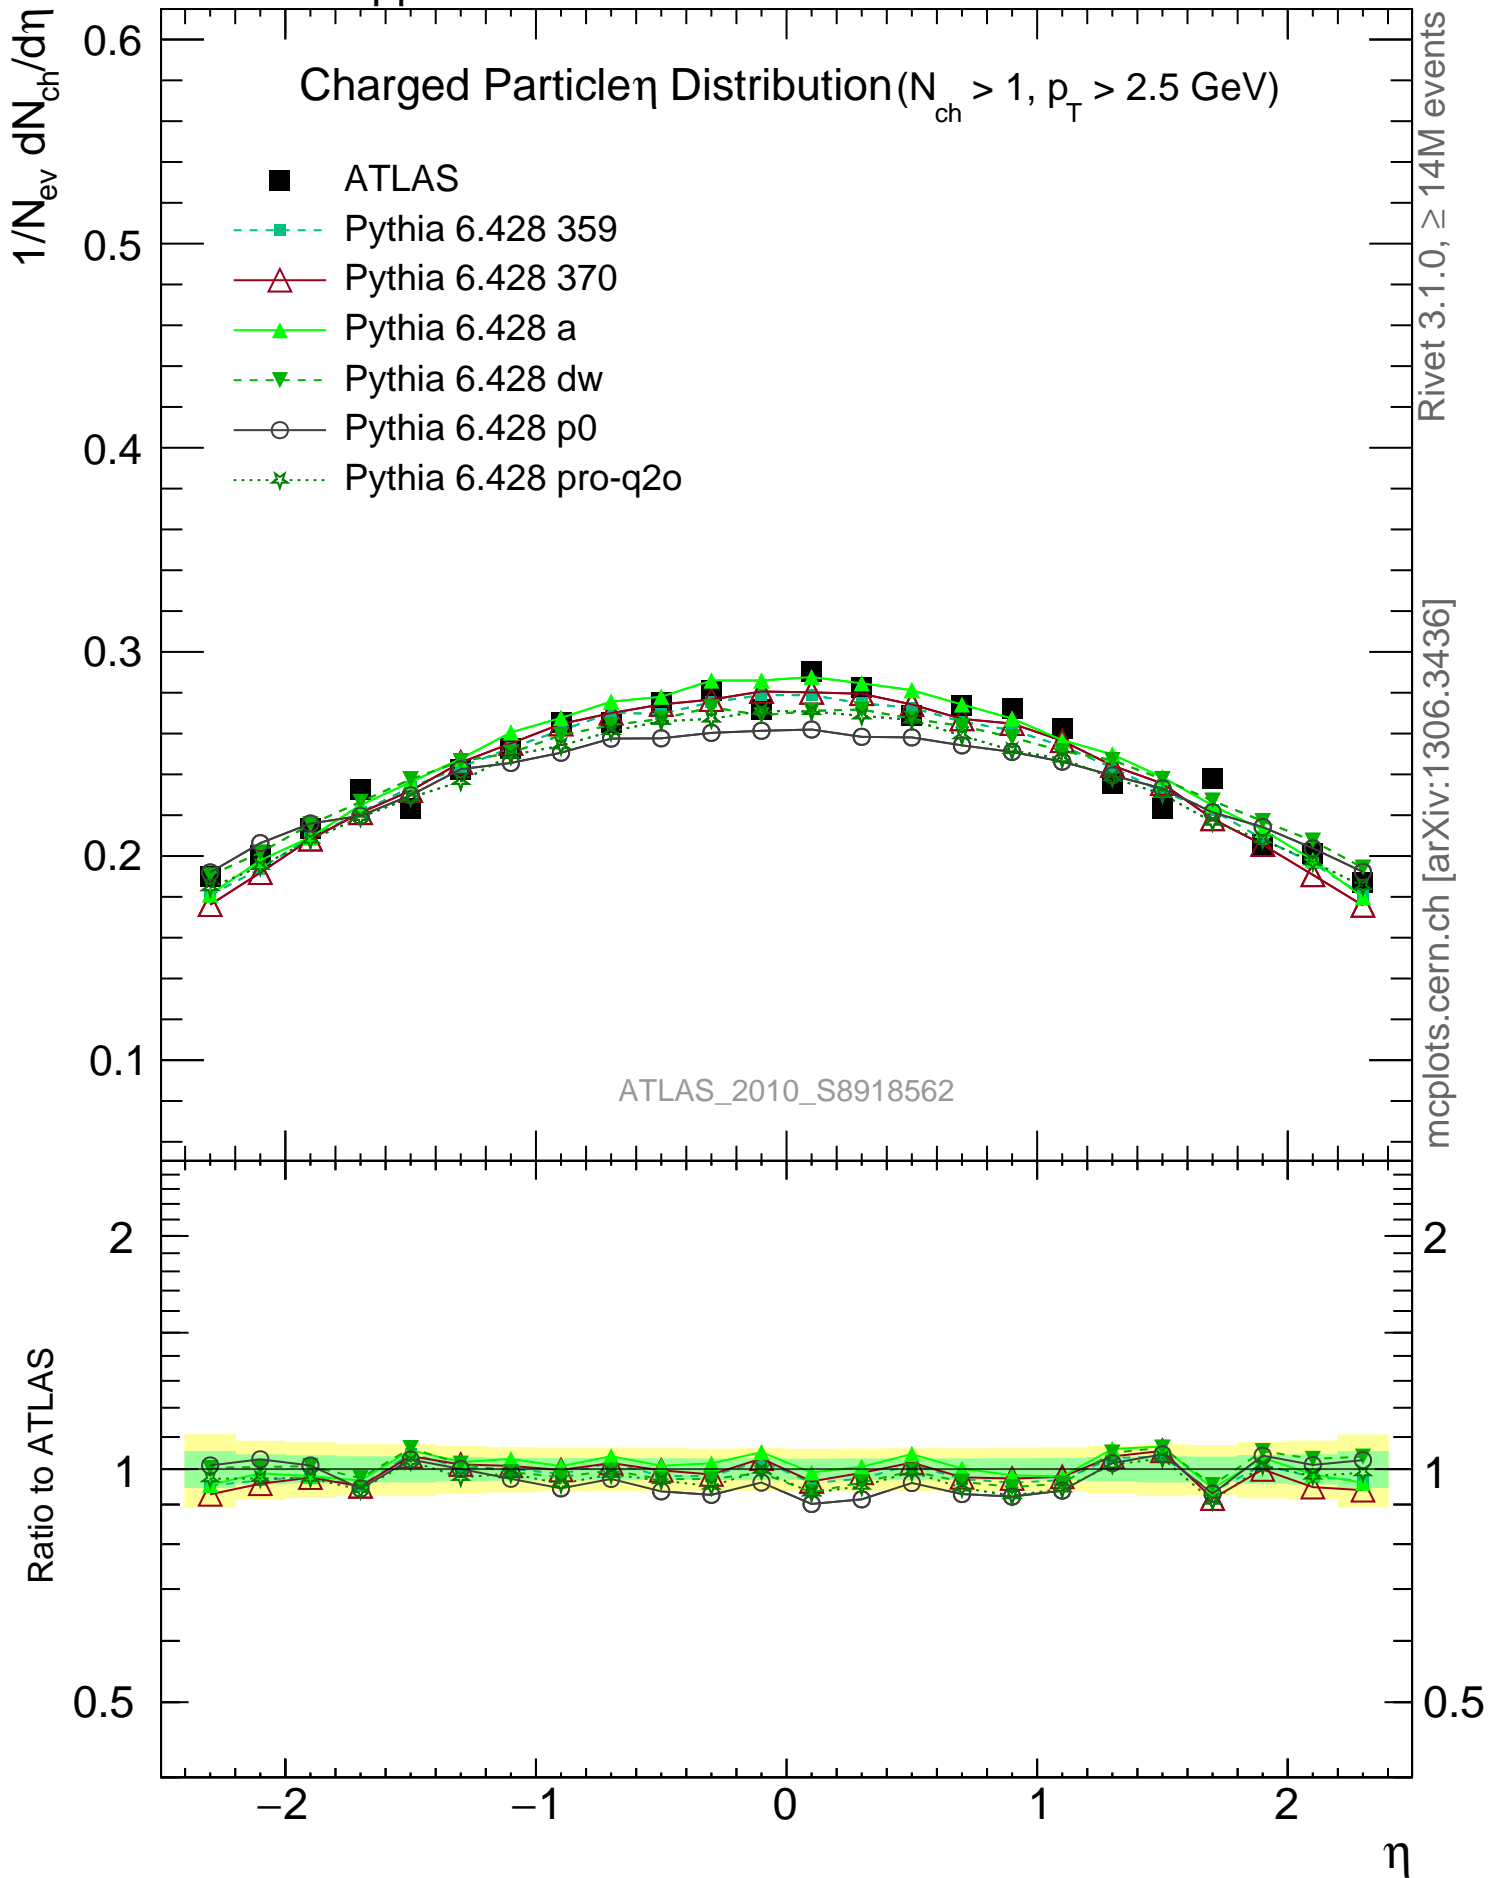 Charged Particleη Distribution (N_ch > 1, p_T > 2.5 GeV)
1/N_ev dN_ch/dη
ATLAS
Pythia 6.428 359
Pythia 6.428 370
Pythia 6.428 a
Pythia 6.428 dw
Pythia 6.428 p0
Pythia 6.428 pro-q2o
0.6
0.5
0.4
0.3
0.2
0.1
ATLAS_2010_S8918562
Rivet 3.1.0, ≥ 14M events
mcplots.cern.ch [arXiv:1306.3436]
Ratio to ATLAS
2
1
0.5
2
1
0.5
−2
−1
0
1
2
η